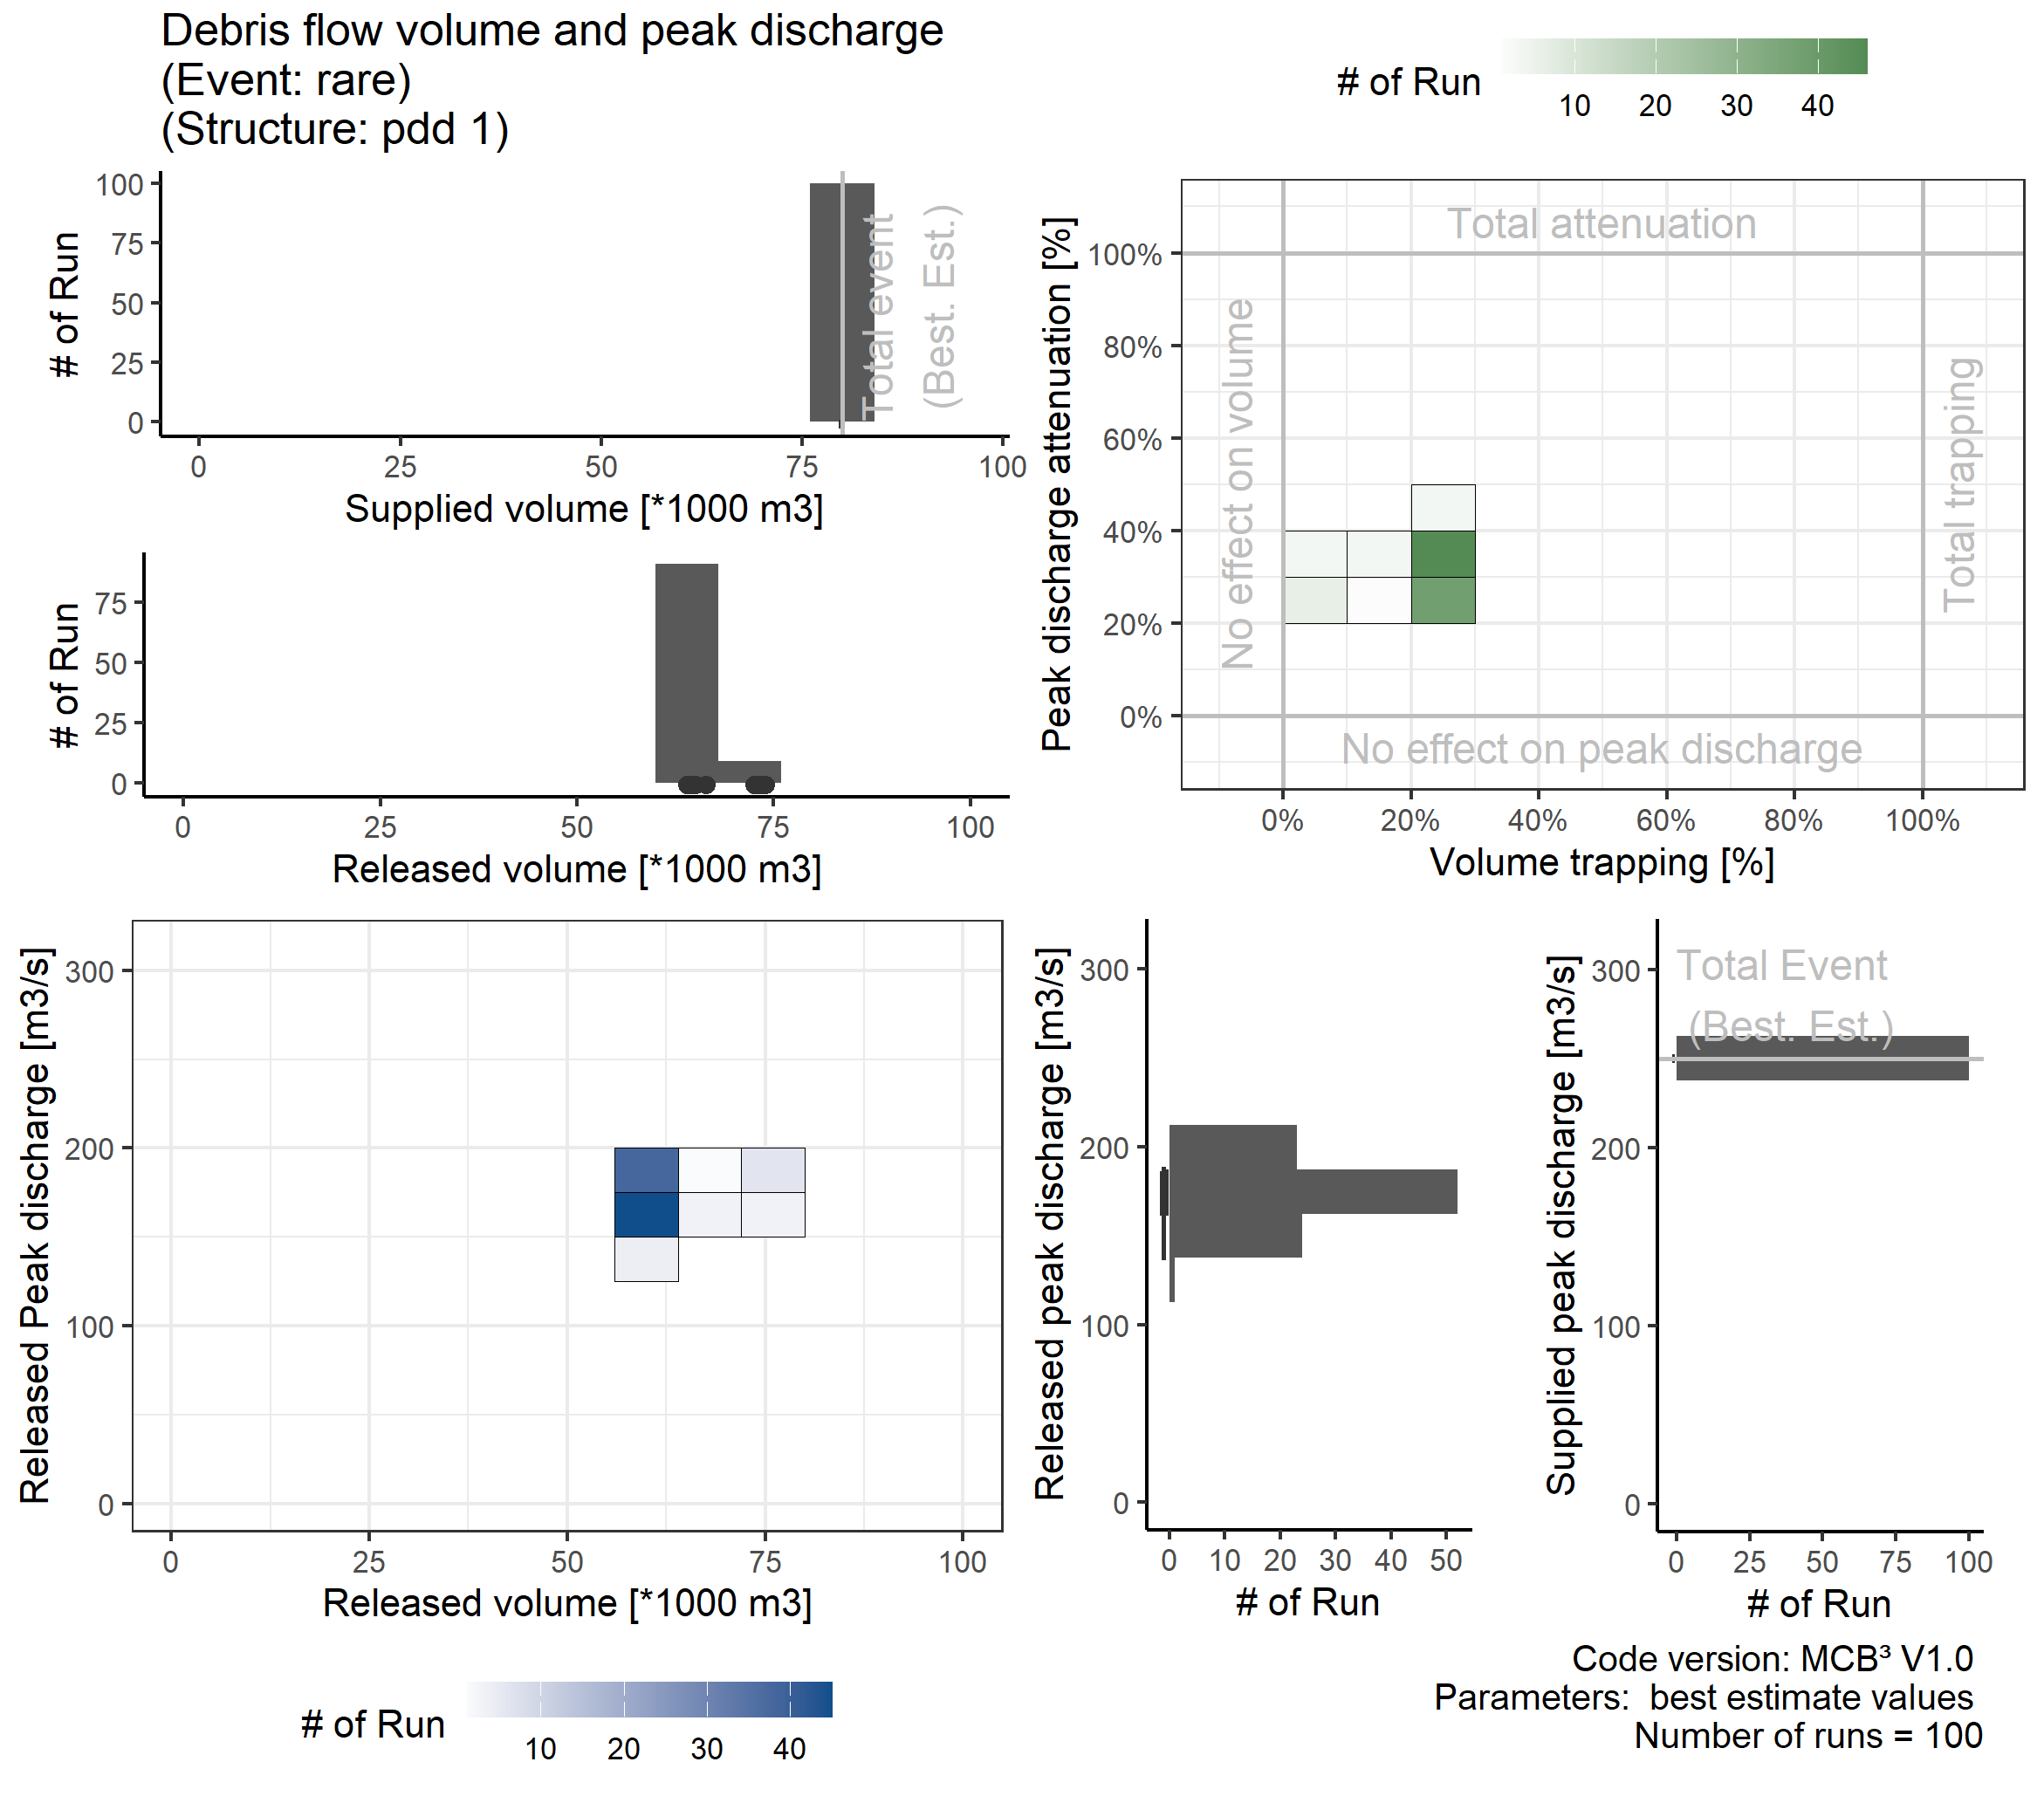 Debris flow volume and peak discharge
(Event: rare)
(Structure: pdd 1)
# of Run
10 20 30 40
# of Run
100
75
50
25
0
Total event
(Best. Est.)
0 25 50 75 100
Supplied volume [*1000 m3]
# of Run
75
50
25
0
0 25 50 75 100
Released volume [*1000 m3]
Peak discharge attenuation [%]
100%
80%
60%
40%
20%
0%
Total attenuation
No effect on volume
Total trapping
No effect on peak discharge
0% 20% 40% 60% 80% 100%
Volume trapping [%]
Released Peak discharge [m3/s]
300
200
100
0
0 25 50 75 100
Released volume [*1000 m3]
# of Run
10 20 30 40
Released peak discharge [m3/s]
300
200
100
0
0 10 20 30 40 50
# of Run
Supplied peak discharge [m3/s]
300
200
100
0
Total Event
(Best. Est.)
0 25 50 75 100
# of Run
Code version: MCB³ V1.0
Parameters:  best estimate values
Number of runs = 100